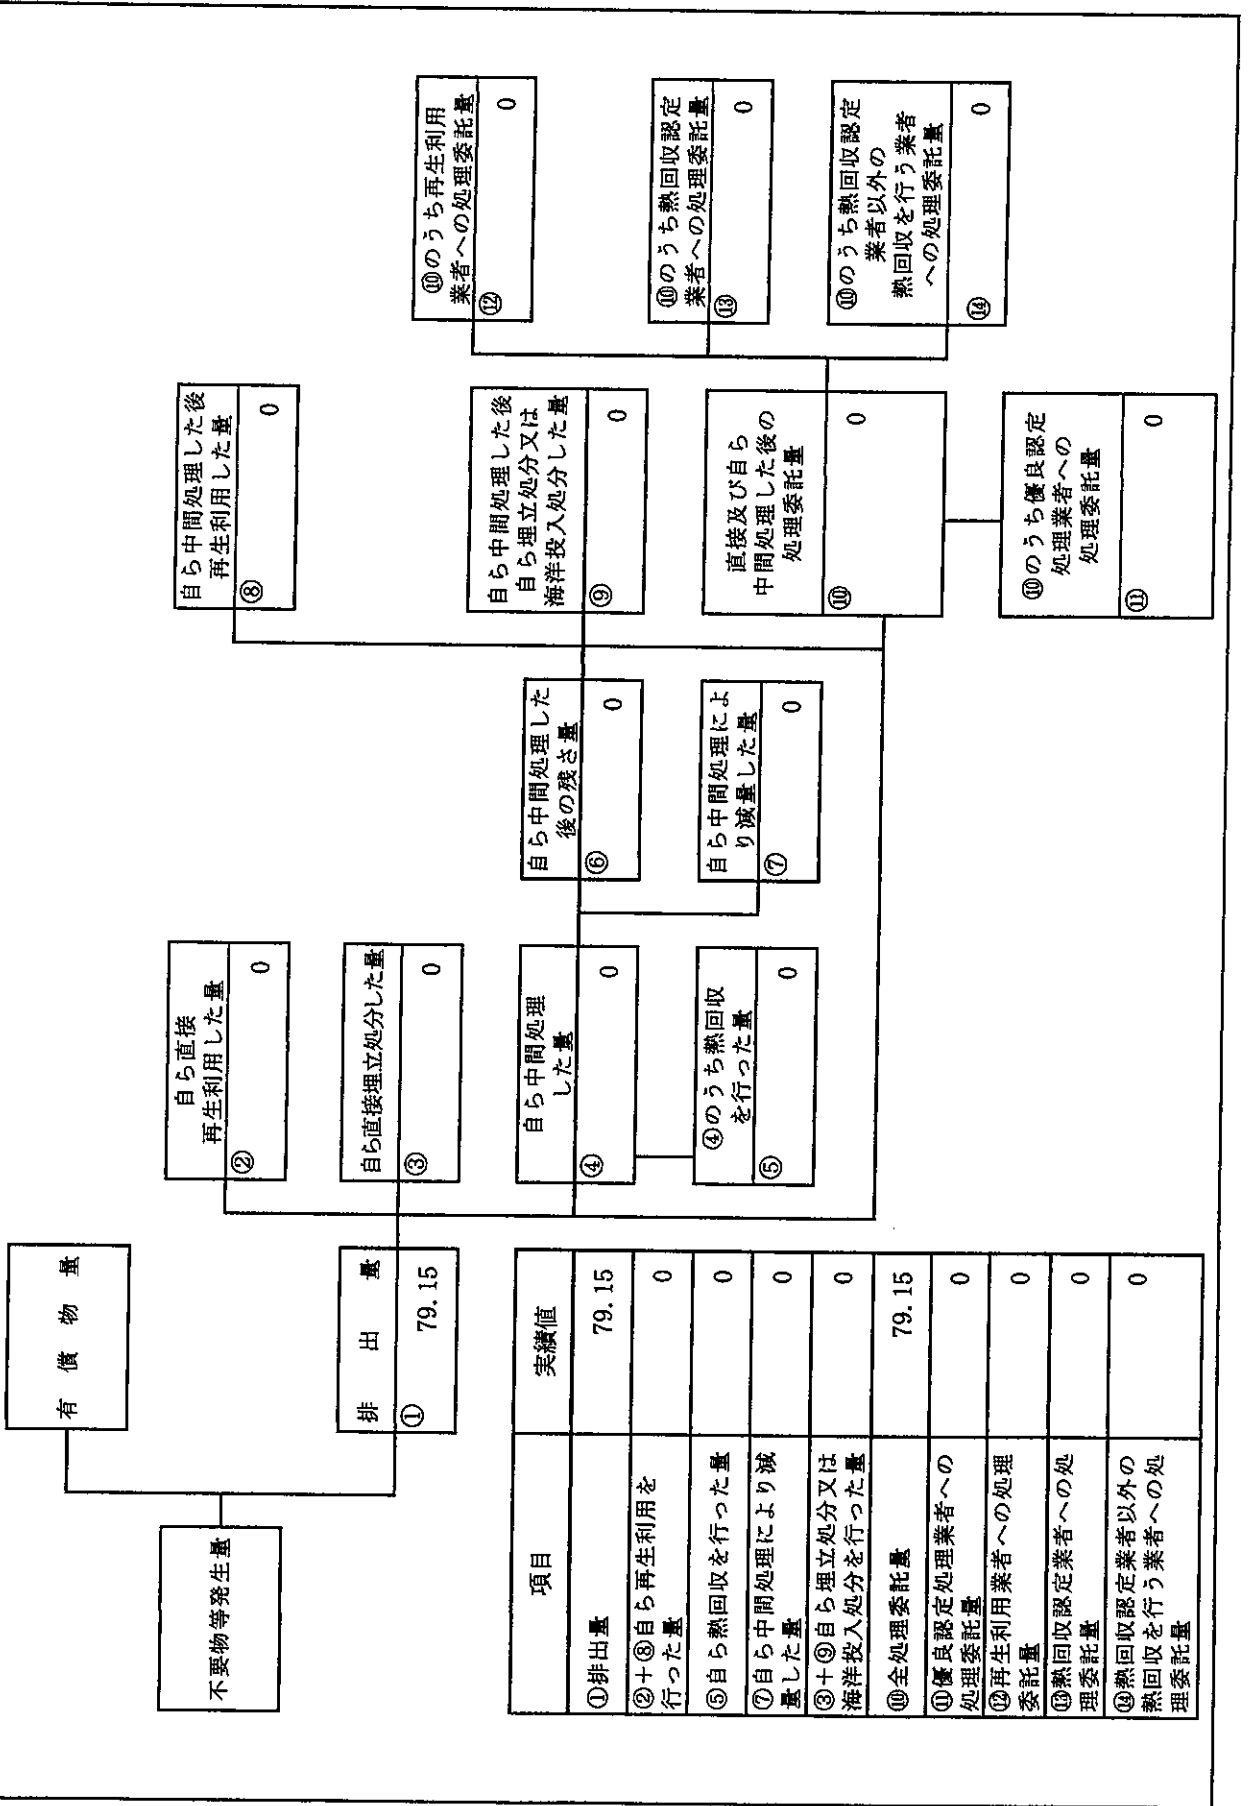 有 償 物 量
不要物等発生量
排 出 量
① 79.15
自ら直接
再生利用した量
② 0
自ら直接埋立処分した量
③ 0
自ら中間処理
した量
④ 0
④のうち熱回収
を行った量
⑤ 0
自ら中間処理した
後の残さ量
⑥ 0
自ら中間処理によ
り減量した量
⑦ 0
自ら中間処理した後
再生利用した量
⑧ 0
自ら中間処理した後
自ら埋立処分又は
海洋投入処分した量
⑨ 0
直接及び自ら
中間処理した後の
処理委託量
⑩ 0
⑩のうち優良認定
処理業者への
処理委託量
⑪ 0
⑩のうち再生利用
業者への処理委託量
⑫ 0
⑩のうち熱回収認定
業者への処理委託量
⑬ 0
⑩のうち熱回収認定
業者以外の
熱回収を行う業者
への処理委託量
⑭ 0
項目 実績値
①排出量 79.15
②+⑧自ら再生利用を
行った量 0
⑤自ら熱回収を行った量 0
⑦自ら中間処理により減
量した量 0
③+⑨自ら埋立処分又は
海洋投入処分を行った量 0
⑩全処理委託量 79.15
⑪優良認定処理業者への
処理委託量 0
⑫再生利用業者への処理
委託量 0
⑬熱回収認定業者への処
理委託量 0
⑭熱回収認定業者以外の
熱回収を行う業者への処
理委託量 0